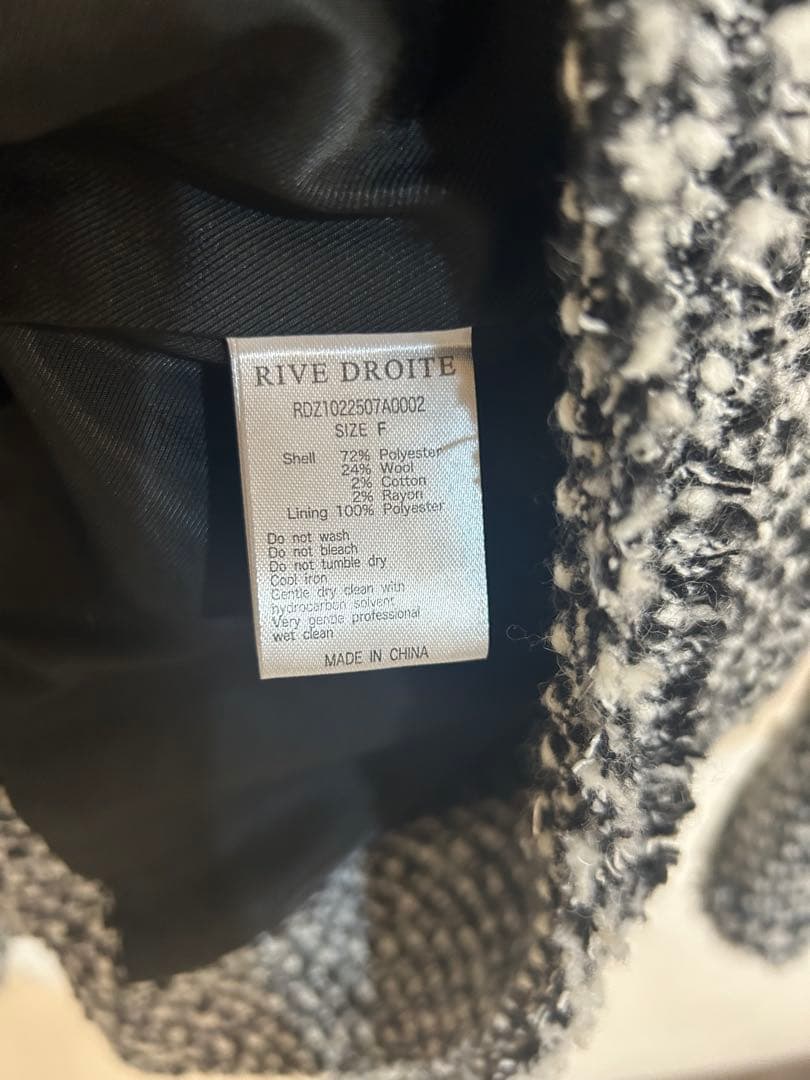 RIVE DROITE
RDZ1022507A0002
SIZE F
Shell 72% Polyester
24% Wool
2% Cotton
2% Rayon
Lining 100% Polyester
Do not wash
Do not bleach
Do not tumble dry
Cool iron
Gentle dry clean with
hydrocarbon solvent
Very gentle professional
wet clean
MADE IN CHINA